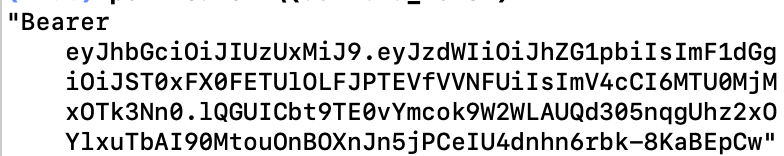 "Bearer
eyJhbGciOiJIUzUxMiJ9.eyJzdWIiOiJhZG1pbiIsImF1dGg
iOiJST0xFX0FETUlOLFJPTEVfVVNFUiIsImV4cCI6MTU0MjM
xOTk3Nn0.lQGUICbt9TE0vYmcok9W2WLAUQd305nqgUhz2xO
YlxuTbAI90MtouOnBOXnJn5jPCeIU4dnhn6rbk-8KaBEpCw"